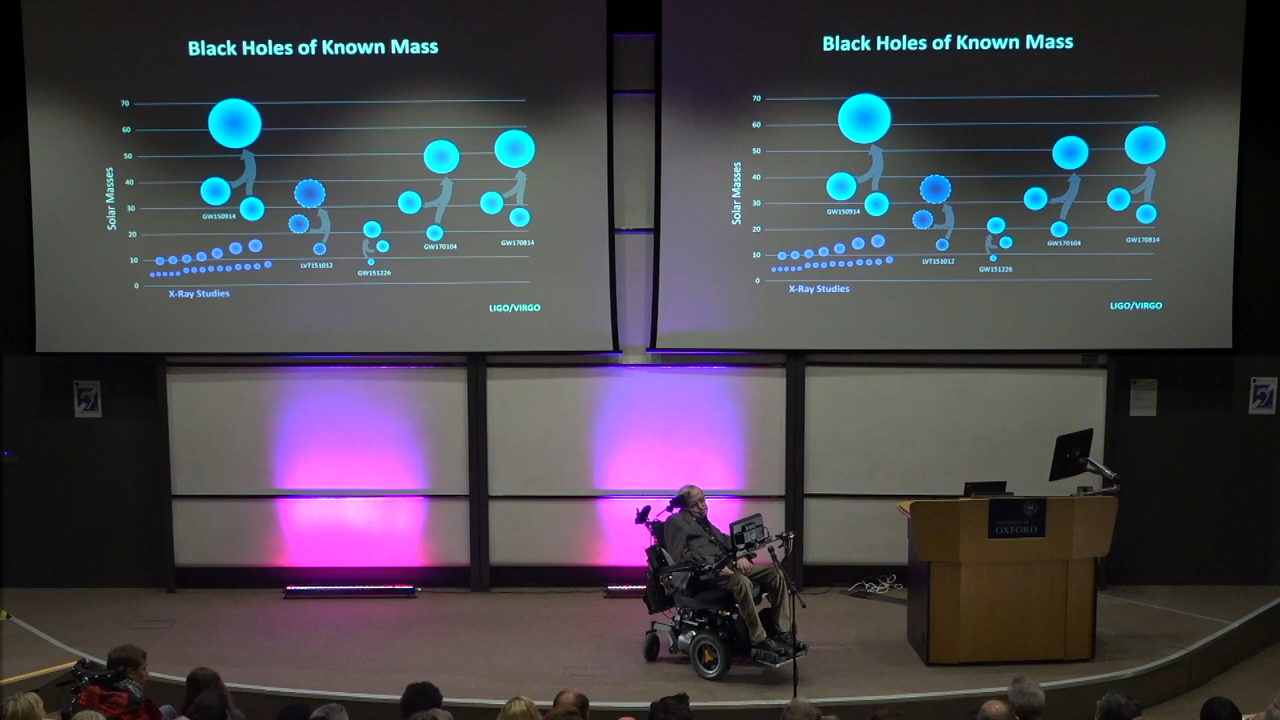 Black Holes of Known Mass
Solar Masses
70
60
50
40
30
20
10
0
GW150914
LVT151012
GW151226
GW170104
GW170814
X-Ray Studies
LIGO/VIRGO
Black Holes of Known Mass
Solar Masses
70
60
50
40
30
20
10
0
GW150914
LVT151012
GW151226
GW170104
GW170814
X-Ray Studies
LIGO/VIRGO
UNIVERSITY OF
OXFORD